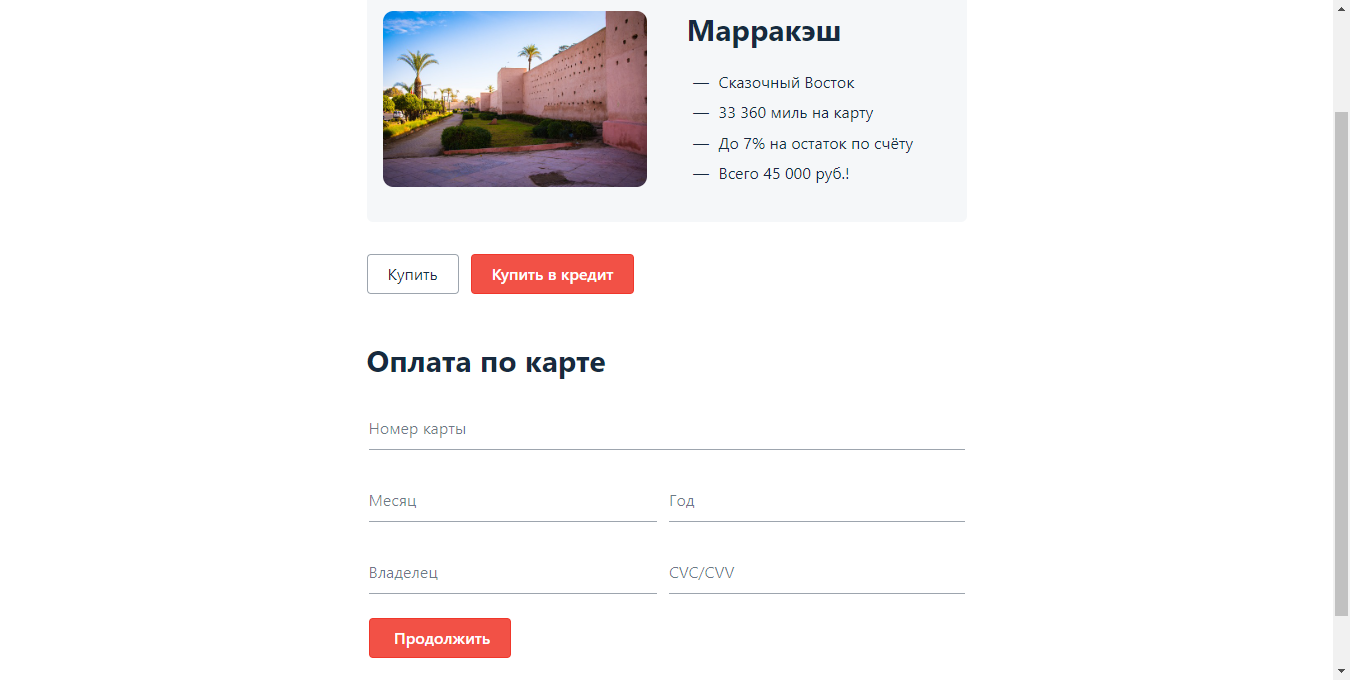 Марракэш
— Сказочный Восток
— 33 360 миль на карту
— До 7% на остаток по счёту
— Всего 45 000 руб.!
Купить Купить в кредит
Оплата по карте
Номер карты
Месяц Год
Владелец CVC/CVV
Продолжить